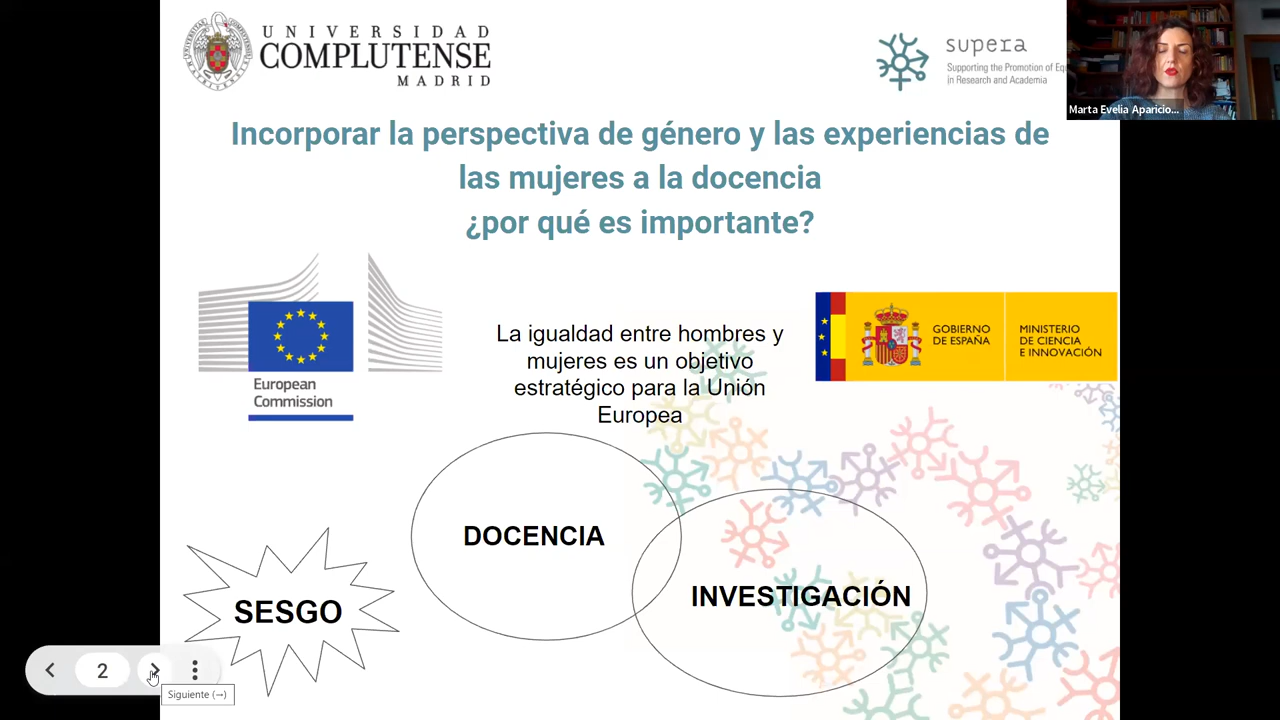 UNIVERSIDAD
COMPLUTENSE
MADRID
supera
Supporting the Promotion of
in Research and Academia
Marta Evelia Aparicio...
Incorporar la perspectiva de género y las experiencias de
las mujeres a la docencia
¿por qué es importante?
European
Commission
La igualdad entre hombres y
mujeres es un objetivo
estratégico para la Unión
Europea
GOBIERNO
DE ESPAÑA
MINISTERIO
DE CIENCIA
E INNOVACIÓN
DOCENCIA
INVESTIGACIÓN
SESGO
2
Siguiente (→)